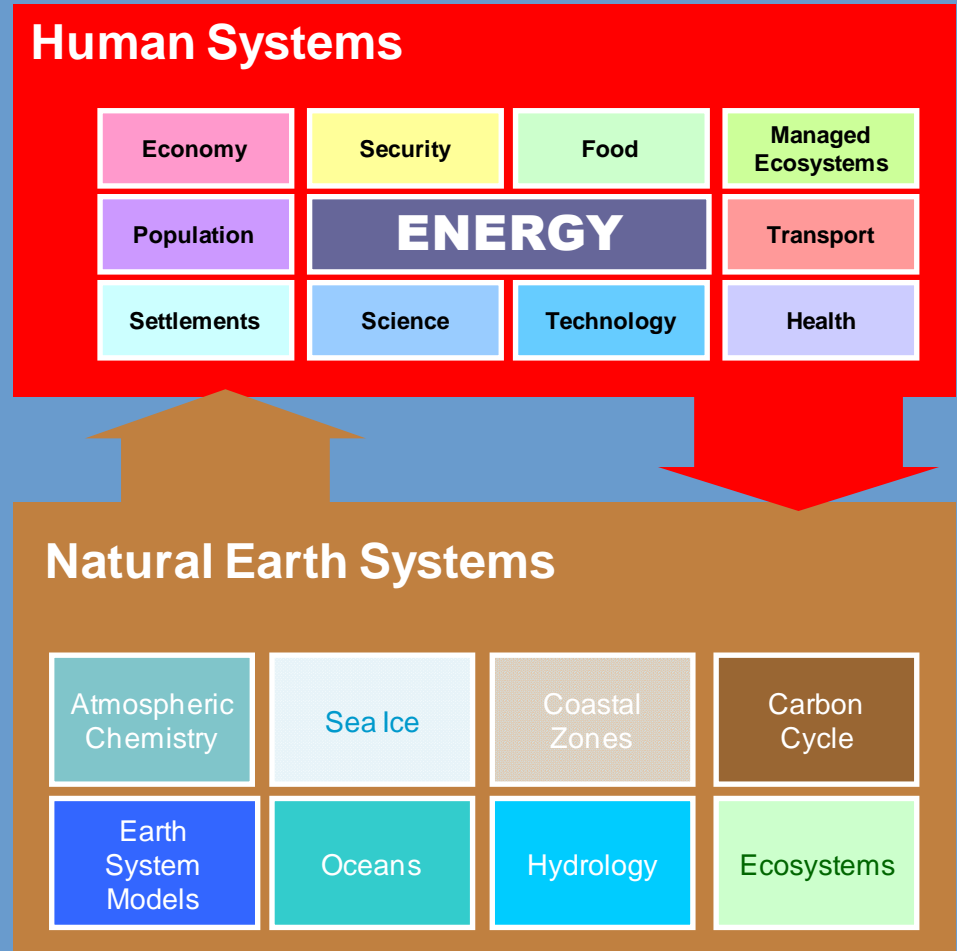 Human Systems
Economy
Security
Food
Managed
Ecosystems
Population
ENERGY
Transport
Settlements
Science
Technology
Health
Natural Earth Systems
Atmospheric
Chemistry
Sea Ice
Coastal
Zones
Carbon
Cycle
Earth
System
Models
Oceans
Hydrology
Ecosystems